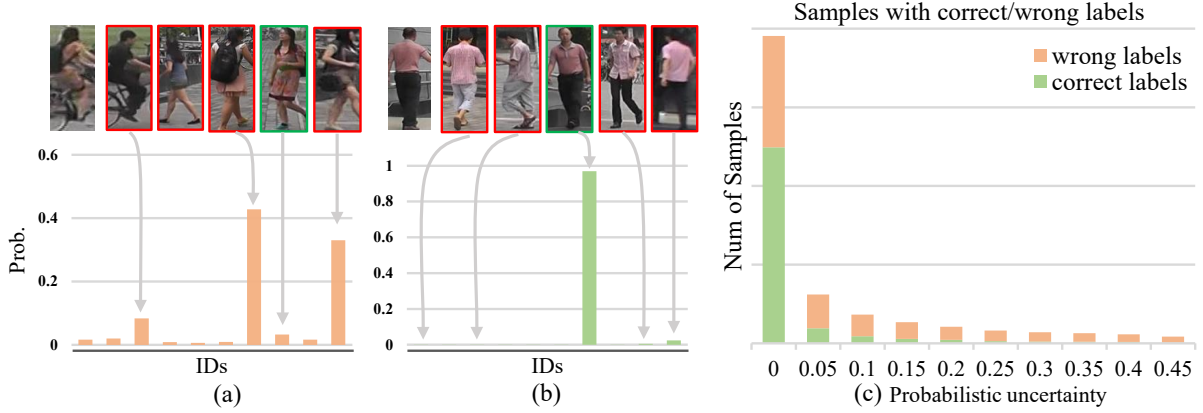 Samples with correct/wrong labels
wrong labels
correct labels
0.6
0.4
0.2
0
Prob.
IDs
(a)
1
0.8
0.6
0.4
0.2
0
IDs
(b)
Num of Samples
0 0.05 0.1 0.15 0.2 0.25 0.3 0.35 0.4 0.45
(c) Probabilistic uncertainty